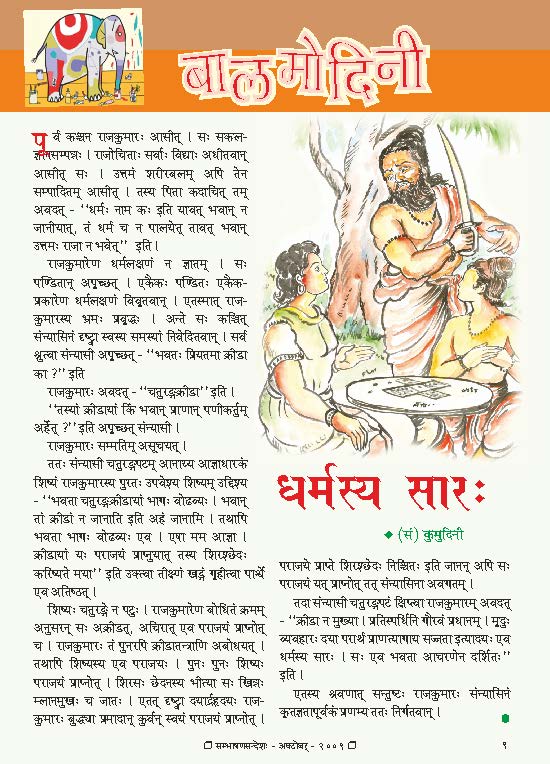 बालमोदिनी
पूर्वं कश्चन राजकुमारः आसीत् । सः सकल-
ज्ञानसम्पन्नः । राजोचिताः सर्वाः विद्याः अधीतवान्
आसीत् सः । उत्तमं शरीरबलम् अपि तेन
सम्पादितम् आसीत् । तस्य पिता कदाचित् तम्
अवदत् - ‘‘धर्मः नाम कः इति यावत् भवान् न
जानीयात्, तं धर्मं च न पालयेत् तावत् भवान्
उत्तमः राजा न भवेत्’’ इति ।
राजकुमारेण धर्मलक्षणं न ज्ञातम् । सः
पण्डितान् अपृच्छत् । एकैकः पण्डितः एकैक-
प्रकारेण धर्मलक्षणं विवृतवान् । एतस्मात् राज-
कुमारस्य भ्रमः प्रवृद्धः । अन्ते सः कञ्चित्
संन्यासिनं दृष्ट्वा स्वस्य समस्यां निवेदितवान् । सर्वं
श्रुत्वा संन्यासी अपृच्छत् - ‘‘भवतः प्रियतमा क्रीडा
का ?’’ इति
राजकुमारः अवदत् - ‘‘चतुरङ्गक्रीडा’’ इति ।
‘‘तस्यां क्रीडायां किं भवान् प्राणान् पणीकर्तुम्
अर्हेत् ?’’ इति अपृच्छत् संन्यासी ।
राजकुमारः सम्मतिम् असूचयत् ।
ततः संन्यासी चतुरङ्गपटम् आनाय्य आज्ञाधारकं
शिष्यं राजकुमारस्य पुरतः उपवेश्य शिष्यम् उद्दिश्य
- ‘‘भवता चतुरङ्गक्रीडायां भागः वोढव्यः । भवान्
तां क्रीडां न जानाति इति अहं जानामि । तथापि
भवता भागः वोढव्यः एव । एषा मम आज्ञा ।
क्रीडायां यः पराजयं प्राप्नुयात् तस्य शिरश्छेदः
करिष्यते मया’’ इति उक्त्वा तीक्ष्णं खड्गं गृहीत्वा पार्श्वे
एव अतिष्ठत् ।
शिष्यः चतुरङ्गे न पटुः । राजकुमारेण बोधितं क्रमम्
अनुसरन् सः अक्रीडत्, अचिरात् एव पराजयं प्राप्नोत्
च । राजकुमारः तं पुनरपि क्रीडातन्त्राणि अबोधयत् ।
तथापि शिष्यस्य एव पराजयः । पुनः पुनः शिष्यः
पराजयं प्राप्नोत् । शिरसः छेदनस्य भीत्या सः खिन्नः
म्लानमुखः च जातः । एतत् दृष्ट्वा दयार्द्रहृदयः राज-
कुमारः बुद्ध्या प्रमादान् कुर्वन् स्वयं पराजयं प्राप्नोत् ।
धर्मस्य सारः
◆ (सं) कुमुदिनी
पराजये प्राप्ते शिरश्छेदः निश्चितः इति जानन् अपि सः
पराजयं यत् प्राप्नोत् तत् संन्यासिना अवगतम् ।
तदा संन्यासी चतुरङ्गपटं क्षिप्त्वा राजकुमारम् अवदत्
- ‘‘क्रीडा न मुख्या । प्रतिस्पर्धिनि गौरवं प्रधानम् । मृदुः
व्यवहारः दया परार्थं प्राणत्यागाय सज्जता इत्यादयः एव
धर्मस्य सारः । सः एव भवता आचरणेन दर्शितः’’
इति ।
एतस्य श्रवणात् सन्तुष्टः राजकुमारः संन्यासिनं
कृतज्ञतापूर्वकं प्रणम्य ततः निर्गतवान् ।
❐ सम्भाषणसन्देशः - अक्टोबर् - २००९ ❐
९